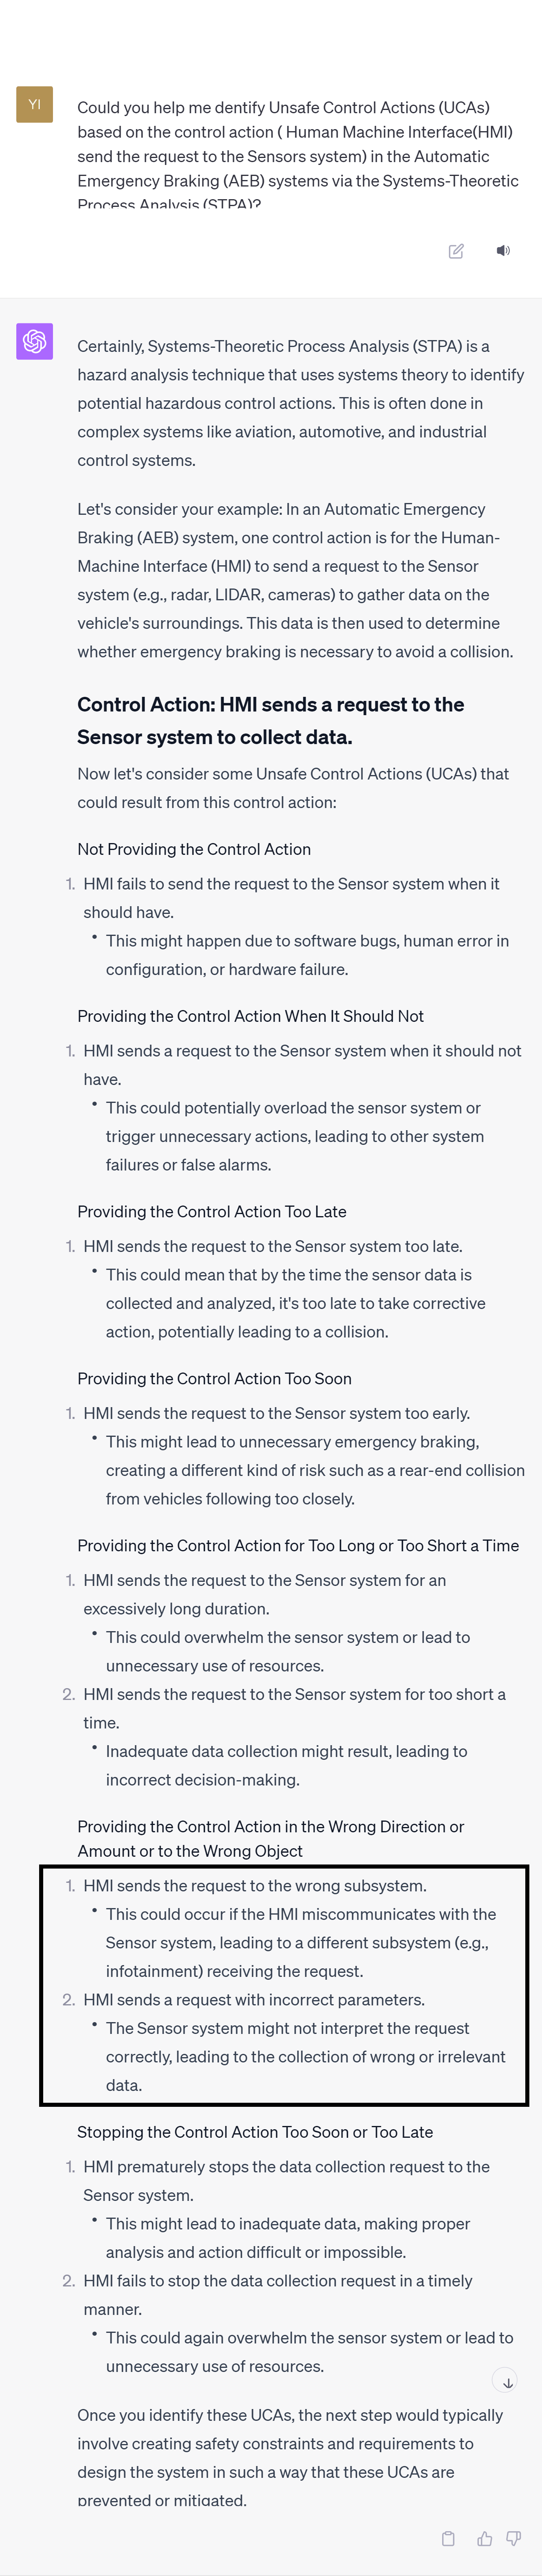 YI
Could you help me dentify Unsafe Control Actions (UCAs)
based on the control action ( Human Machine Interface(HMI)
send the request to the Sensors system) in the Automatic
Emergency Braking (AEB) systems via the Systems-Theoretic
Process Analysis (STPA)?
Certainly, Systems-Theoretic Process Analysis (STPA) is a
hazard analysis technique that uses systems theory to identify
potential hazardous control actions. This is often done in
complex systems like aviation, automotive, and industrial
control systems.
Let's consider your example: In an Automatic Emergency
Braking (AEB) system, one control action is for the Human-
Machine Interface (HMI) to send a request to the Sensor
system (e.g., radar, LIDAR, cameras) to gather data on the
vehicle's surroundings. This data is then used to determine
whether emergency braking is necessary to avoid a collision.
Control Action: HMI sends a request to the
Sensor system to collect data.
Now let's consider some Unsafe Control Actions (UCAs) that
could result from this control action:
Not Providing the Control Action
1. HMI fails to send the request to the Sensor system when it
should have.
• This might happen due to software bugs, human error in
configuration, or hardware failure.
Providing the Control Action When It Should Not
1. HMI sends a request to the Sensor system when it should not
have.
• This could potentially overload the sensor system or
trigger unnecessary actions, leading to other system
failures or false alarms.
Providing the Control Action Too Late
1. HMI sends the request to the Sensor system too late.
• This could mean that by the time the sensor data is
collected and analyzed, it's too late to take corrective
action, potentially leading to a collision.
Providing the Control Action Too Soon
1. HMI sends the request to the Sensor system too early.
• This might lead to unnecessary emergency braking,
creating a different kind of risk such as a rear-end collision
from vehicles following too closely.
Providing the Control Action for Too Long or Too Short a Time
1. HMI sends the request to the Sensor system for an
excessively long duration.
• This could overwhelm the sensor system or lead to
unnecessary use of resources.
2. HMI sends the request to the Sensor system for too short a
time.
• Inadequate data collection might result, leading to
incorrect decision-making.
Providing the Control Action in the Wrong Direction or
Amount or to the Wrong Object
1. HMI sends the request to the wrong subsystem.
• This could occur if the HMI miscommunicates with the
Sensor system, leading to a different subsystem (e.g.,
infotainment) receiving the request.
2. HMI sends a request with incorrect parameters.
• The Sensor system might not interpret the request
correctly, leading to the collection of wrong or irrelevant
data.
Stopping the Control Action Too Soon or Too Late
1. HMI prematurely stops the data collection request to the
Sensor system.
• This might lead to inadequate data, making proper
analysis and action difficult or impossible.
2. HMI fails to stop the data collection request in a timely
manner.
• This could again overwhelm the sensor system or lead to
unnecessary use of resources.
Once you identify these UCAs, the next step would typically
involve creating safety constraints and requirements to
design the system in such a way that these UCAs are
prevented or mitigated.